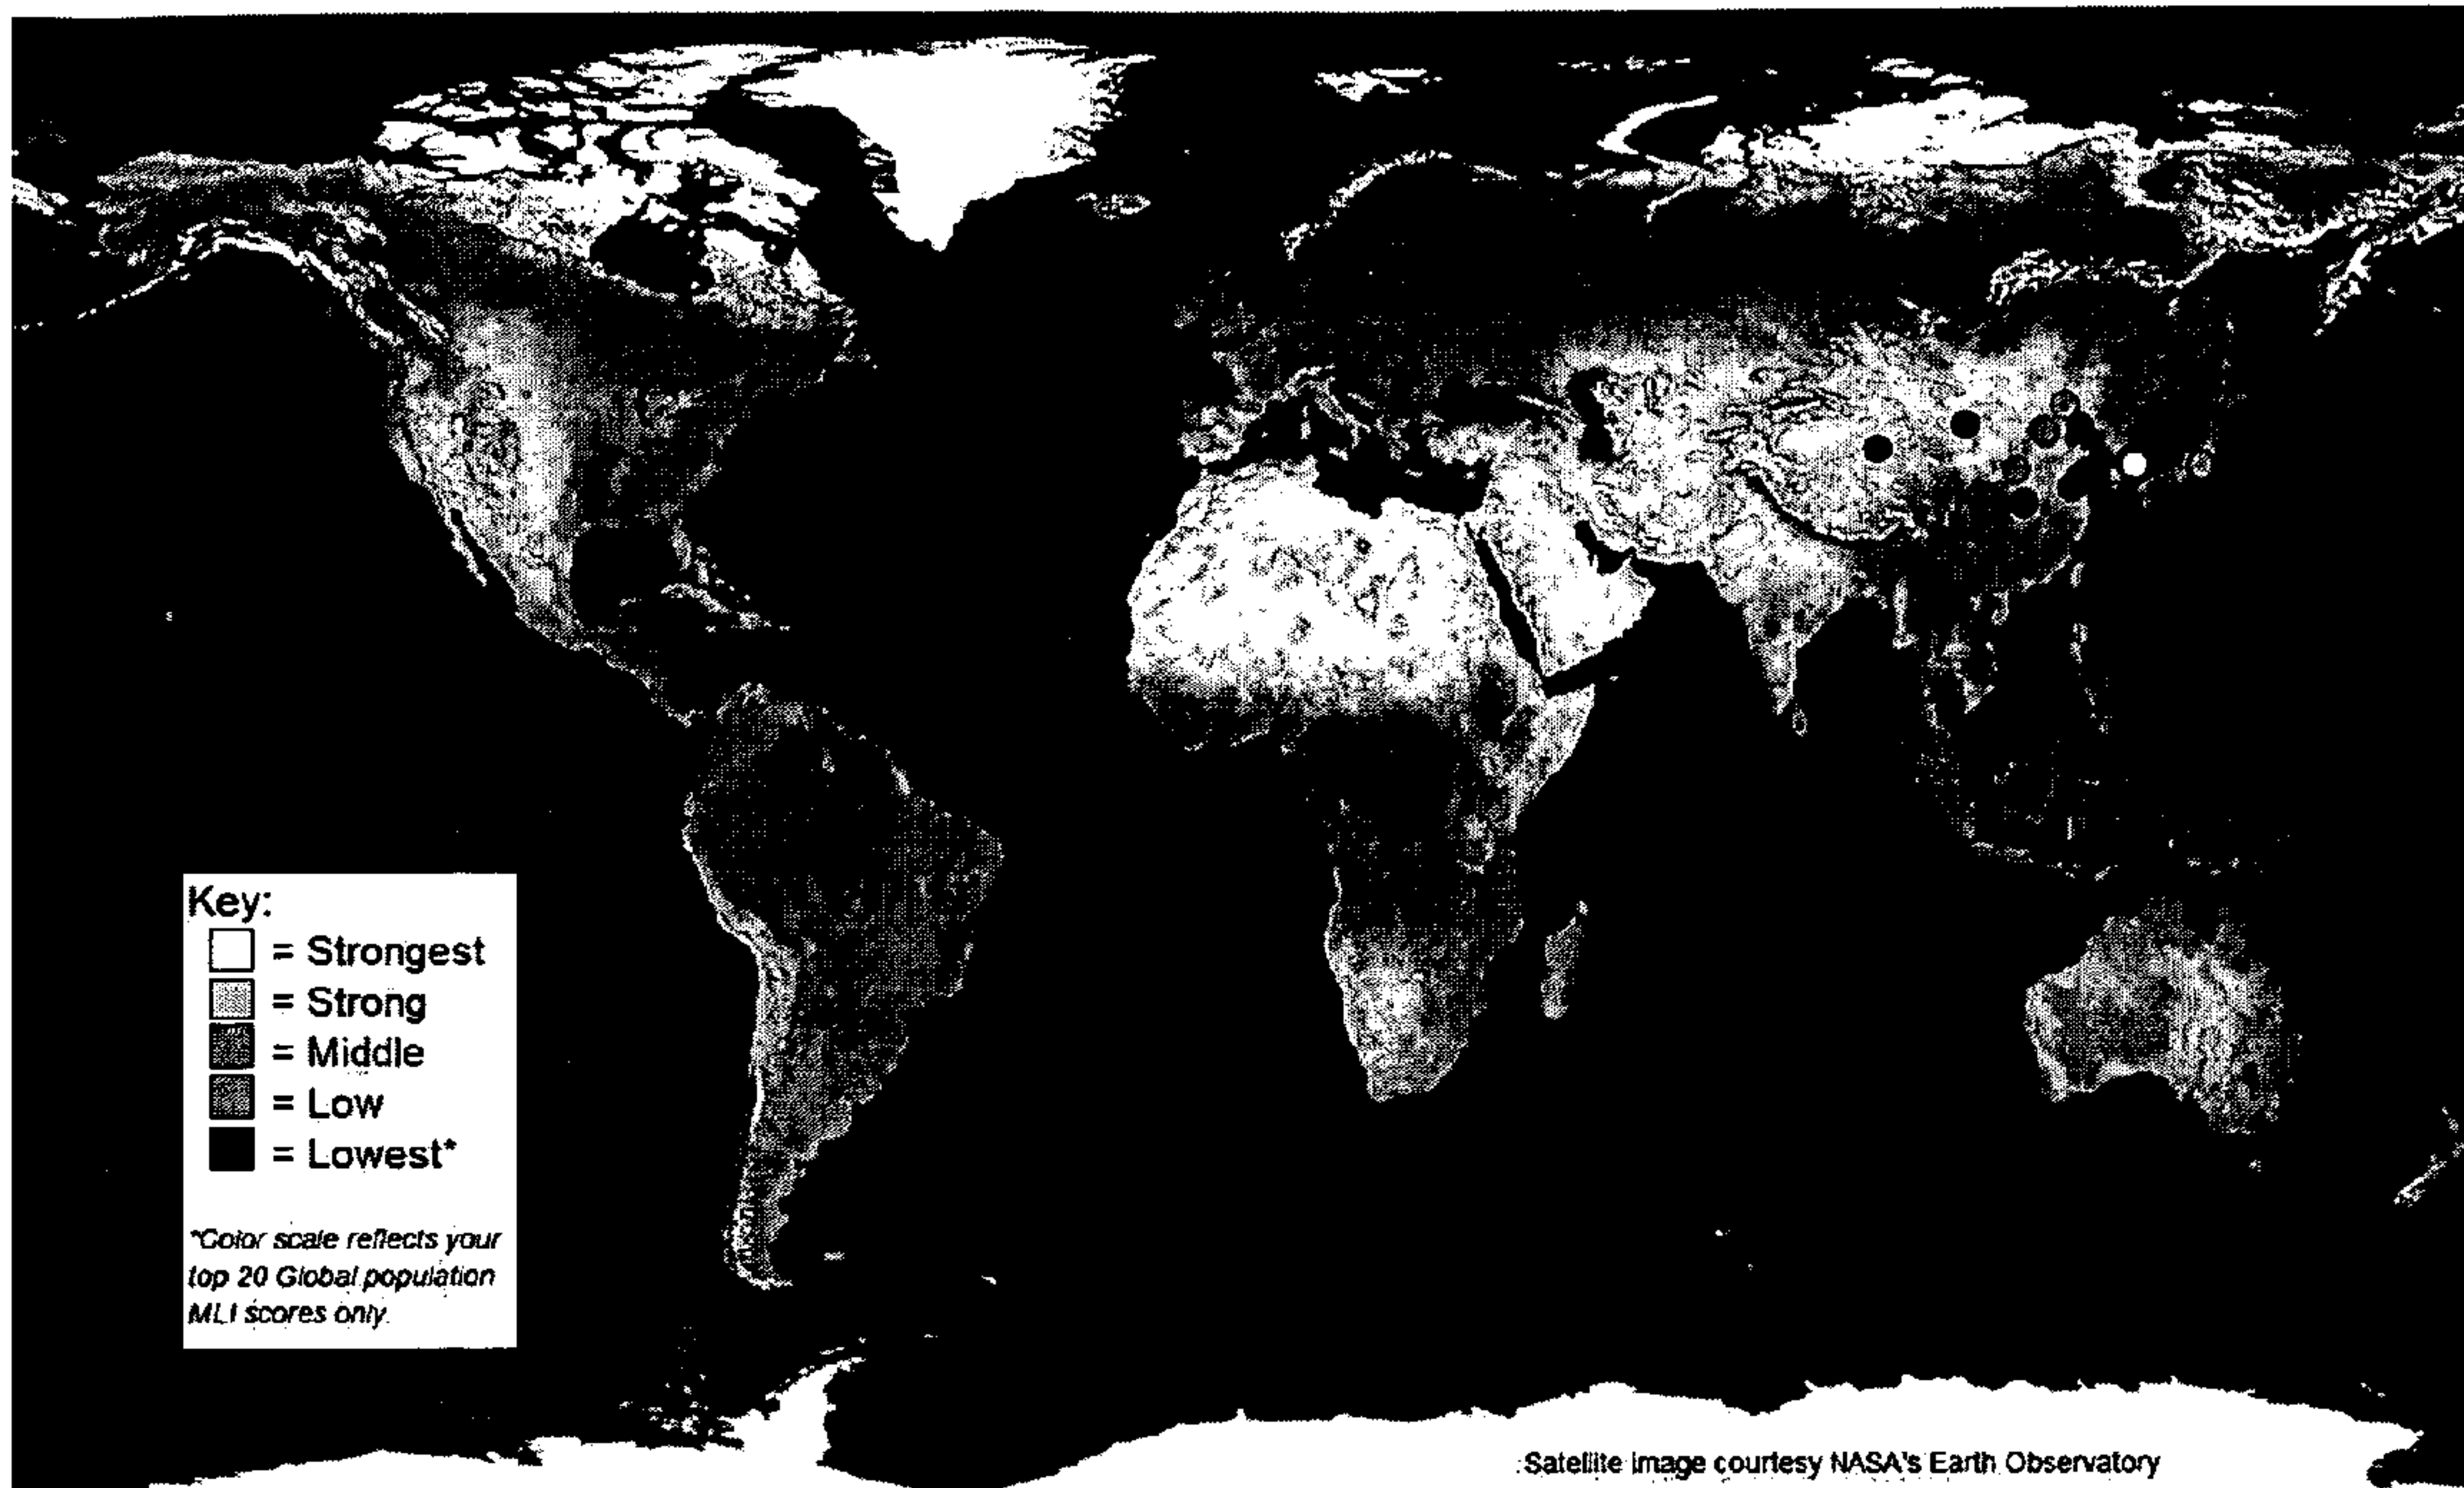 Key:
= Strongest
= Strong
= Middle
= Low
= Lowest*
*Color scale reflects your
top 20 Global population
MLI scores only.
Satellite image courtesy NASA's Earth Observatory